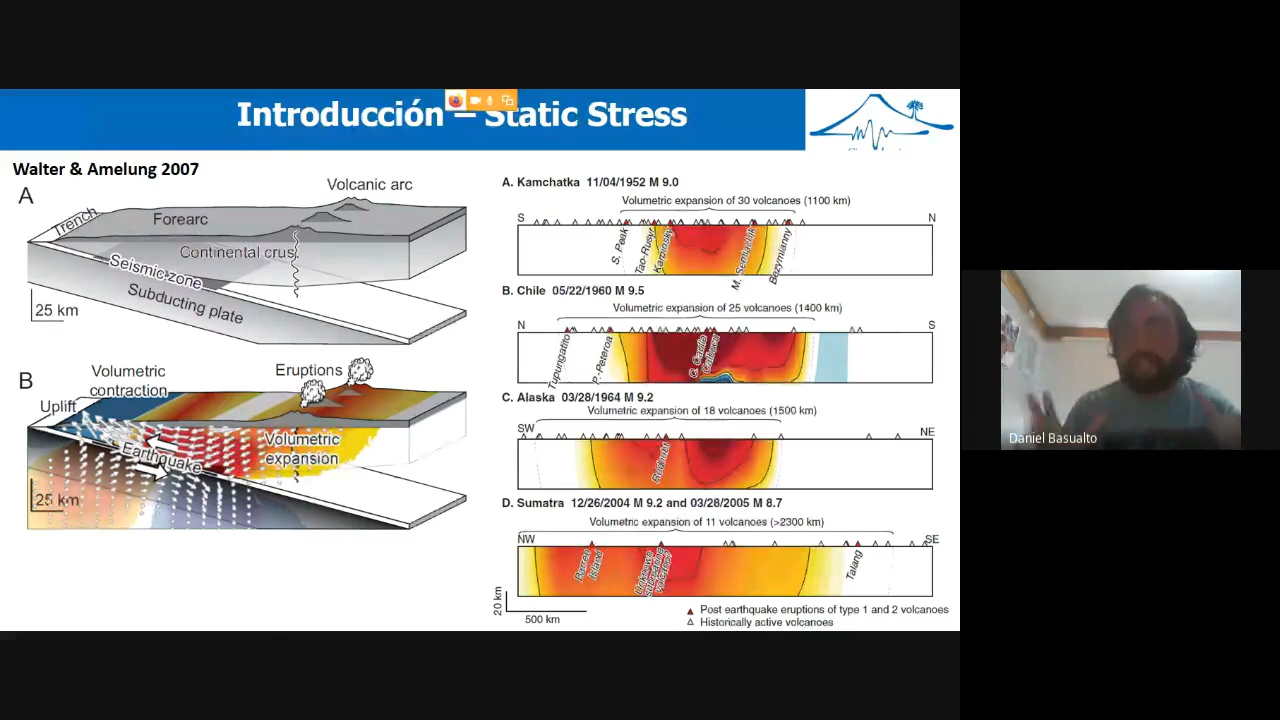 Introducción – Static Stress
Walter & Amelung 2007
A
Volcanic arc
Trench
Forearc
Continental crus
Seismic zone
Subducting plate
25 km
B
Volumetric
contraction
Eruptions
Uplift
Volumetric
expansion
Earthquake
25 km
A. Kamchatka 11/04/1952 M 9.0
Volumetric expansion of 30 volcanoes (1100 km)
S
N
S. Peak
Tao-Rusyr
Karpinsky
M. Semiachik
Bezymianny
B. Chile 05/22/1960 M 9.5
Volumetric expansion of 25 volcanoes (1400 km)
N
S
Tupungatito
P.-Peteroa
C. Caulle
Cabusa
C. Alaska 03/28/1964 M 9.2
Volumetric expansion of 18 volcanoes (1500 km)
SW
NE
Redoubt
D. Sumatra 12/26/2004 M 9.2 and 03/28/2005 M 8.7
Volumetric expansion of 11 volcanoes (>2300 km)
NW
SE
Barren
Island
Unknown
submarine
volcano
Talang
20 km
500 km
Post earthquake eruptions of type 1 and 2 volcanoes
Historically active volcanoes
Daniel Basualto